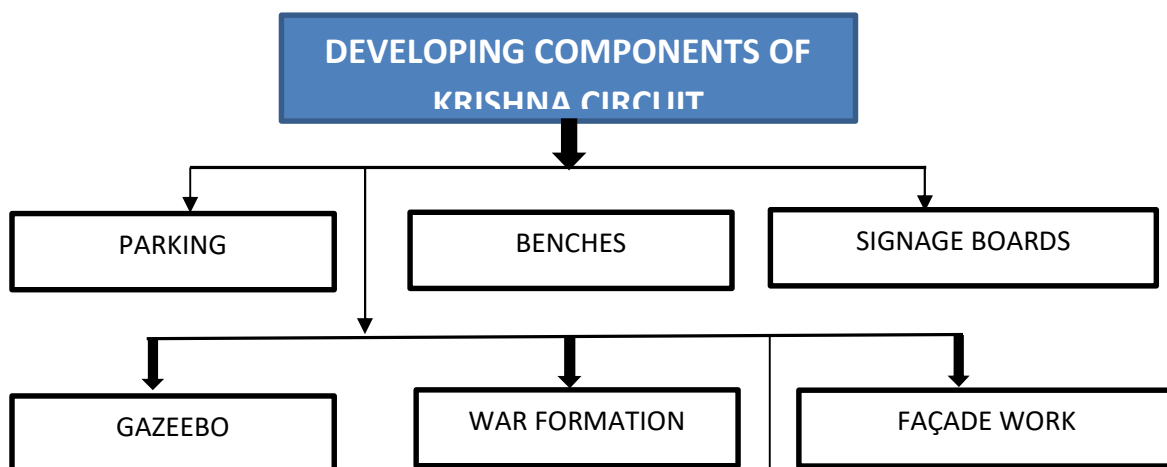 DEVELOPING COMPONENTS OF
KRISHNA CIRCUIT
PARKING
BENCHES
SIGNAGE BOARDS
GAZEEBO
WAR FORMATION
FAÇADE WORK